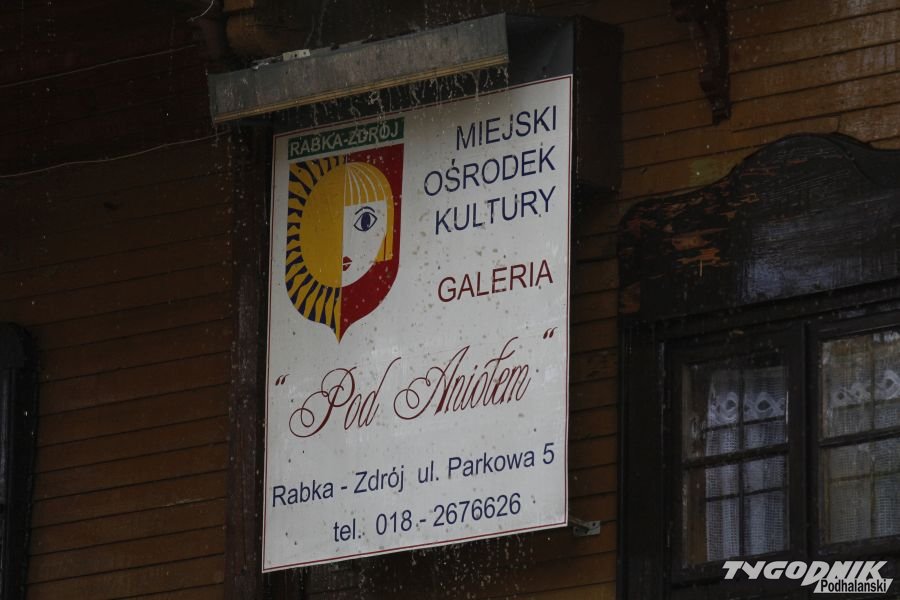 RABKA-ZDRÓJ
MIEJSKI
OŚRODEK
KULTURY
GALERIA
" Pod Aniołem "
Rabka - Zdrój ul. Parkowa 5
tel. 018 - 2676626
TYGODNIK
Podhalański